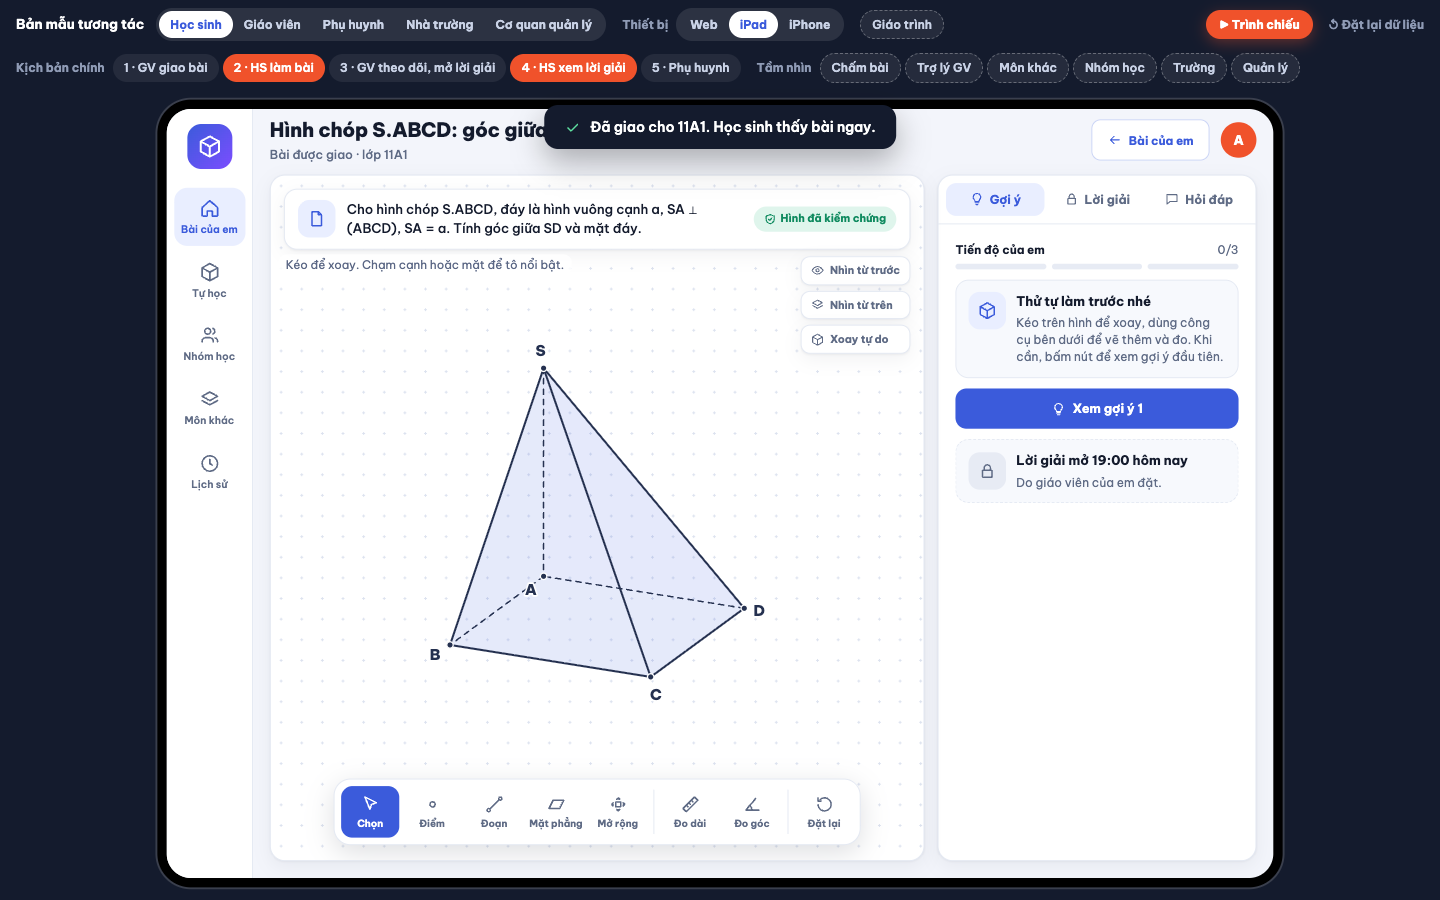 Bản mẫu tương tác
Học sinh
Giáo viên
Phụ huynh
Nhà trường
Cơ quan quản lý
Thiết bị
Web
iPad
iPhone
Giáo trình
Trình chiếu
Đặt lại dữ liệu
Kịch bản chính
1 · GV giao bài
2 · HS làm bài
3 · GV theo dõi, mở lời giải
4 · HS xem lời giải
5 · Phụ huynh
Tầm nhìn
Chấm bài
Trợ lý GV
Môn khác
Nhóm học
Trường
Quản lý
Hình chóp S.ABCD: góc giữa
Bài được giao · lớp 11A1
Đã giao cho 11A1. Học sinh thấy bài ngay.
Bài của em
A
Bài của em
Tự học
Nhóm học
Môn khác
Lịch sử
Cho hình chóp S.ABCD, đáy là hình vuông cạnh a, SA ⊥
(ABCD), SA = a. Tính góc giữa SD và mặt đáy.
Hình đã kiểm chứng
Kéo để xoay. Chạm cạnh hoặc mặt để tô nổi bật.
Nhìn từ trước
Nhìn từ trên
Xoay tự do
S
A
D
B
C
Chọn
Điểm
Đoạn
Mặt phẳng
Mở rộng
Đo dài
Đo góc
Đặt lại
Gợi ý
Lời giải
Hỏi đáp
Tiến độ của em
0/3
Thử tự làm trước nhé
Kéo trên hình để xoay, dùng công
cụ bên dưới để vẽ thêm và đo. Khi
cần, bấm nút để xem gợi ý đầu tiên.
Xem gợi ý 1
Lời giải mở 19:00 hôm nay
Do giáo viên của em đặt.